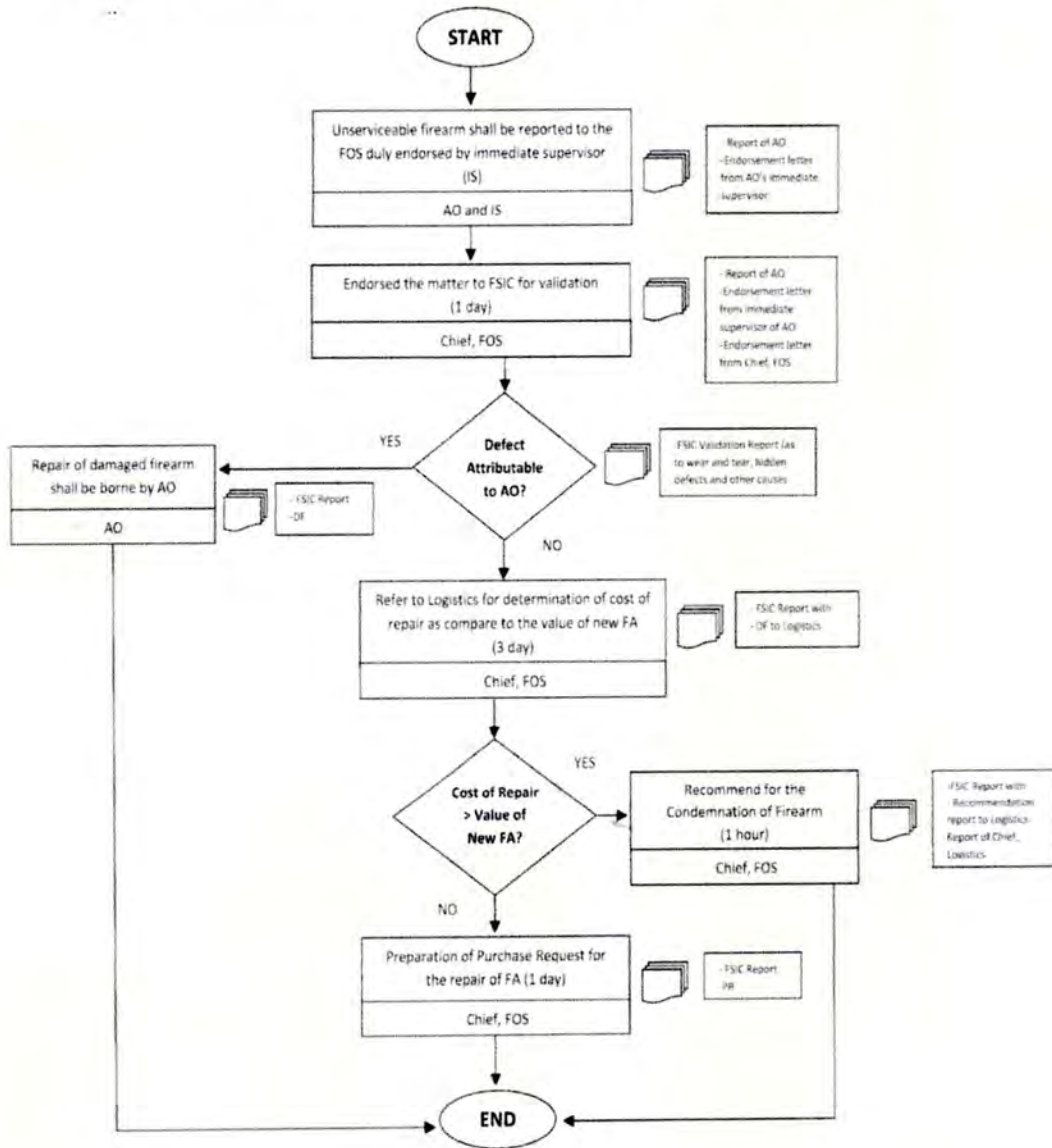 START
Unserviceable firearm shall be reported to the
FOS duly endorsed by immediate supervisor
(IS)
AO and IS
- Report of AO
-Endorsement letter
from AO's immediate
supervisor
Endorsed the matter to FSIC for validation
(1 day)
Chief, FOS
- Report of AO
-Endorsement letter
from immediate
supervisor of AO
-Endorsement letter
from Chief, FOS
YES
Defect
Attributable
to AO?
-FSIC Validation Report (as
to wear and tear, hidden
defects and other causes
Repair of damaged firearm
shall be borne by AO
AO
- FSIC Report
-DF
NO
Refer to Logistics for determination of cost of
repair as compare to the value of new FA
(3 day)
Chief, FOS
- FSIC Report with
- DF to Logistics
YES
Cost of Repair
> Value of
New FA?
Recommend for the
Condemnation of Firearm
(1 hour)
Chief, FOS
-FSIC Report with
- Recommendation
report to Logistics
Report of Chief,
Logistics
NO
Preparation of Purchase Request for
the repair of FA (1 day)
Chief, FOS
- FSIC Report
PR
END